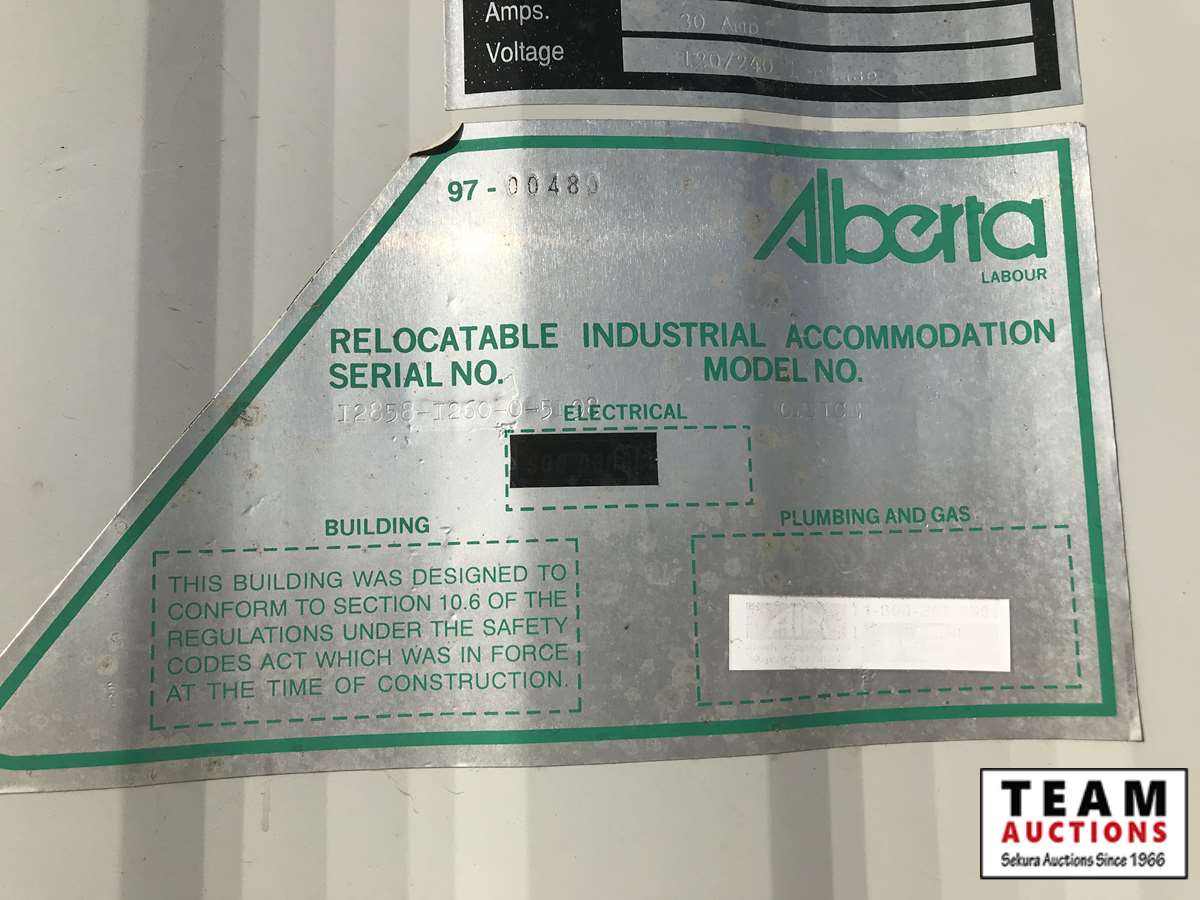 Amps. 30 Amp
Voltage 120/240
97 - 00480
Alberta
LABOUR
RELOCATABLE INDUSTRIAL ACCOMMODATION
SERIAL NO. MODEL NO.
ELECTRICAL
BUILDING
PLUMBING AND GAS
THIS BUILDING WAS DESIGNED TO
CONFORM TO SECTION 10.6 OF THE
REGULATIONS UNDER THE SAFETY
CODES ACT WHICH WAS IN FORCE
AT THE TIME OF CONSTRUCTION.
TEAM
AUCTIONS
Sekura Auctions Since 1966